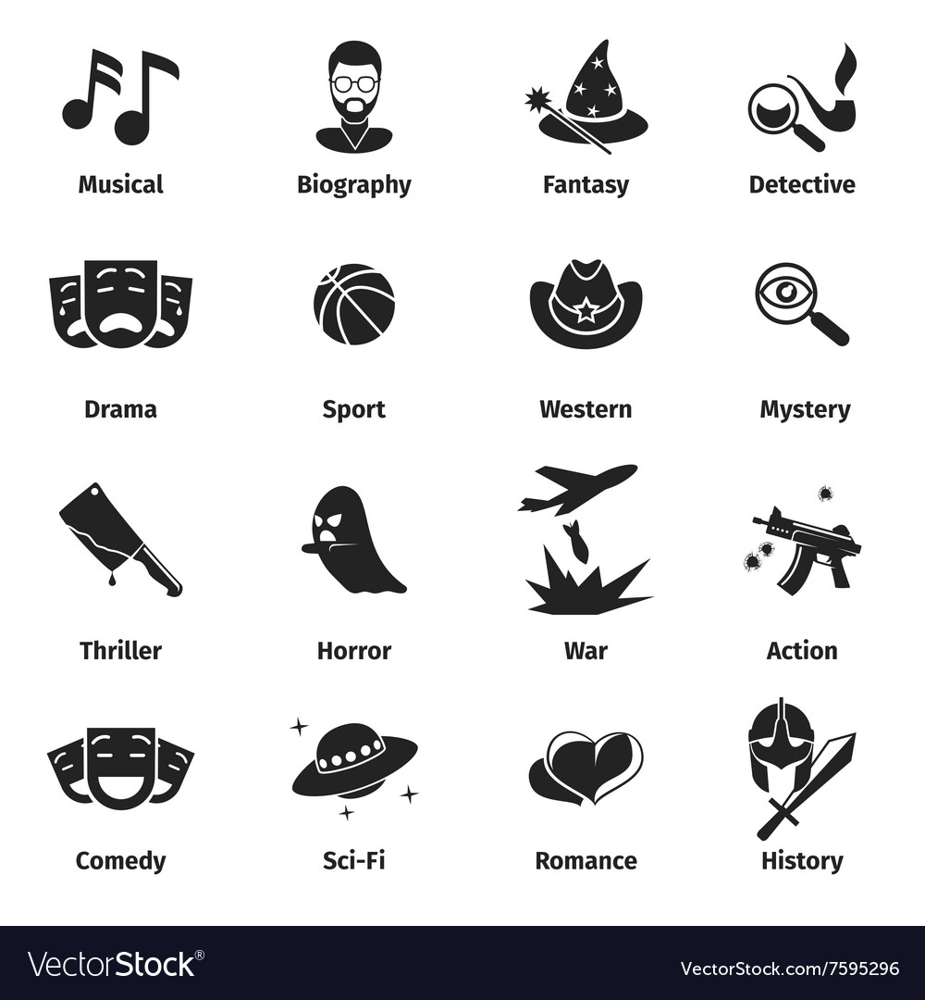 Musical Biography Fantasy Detective
Drama Sport Western Mystery
Thriller Horror War Action
Comedy Sci-Fi Romance History
VectorStock® VectorStock.com/7595296